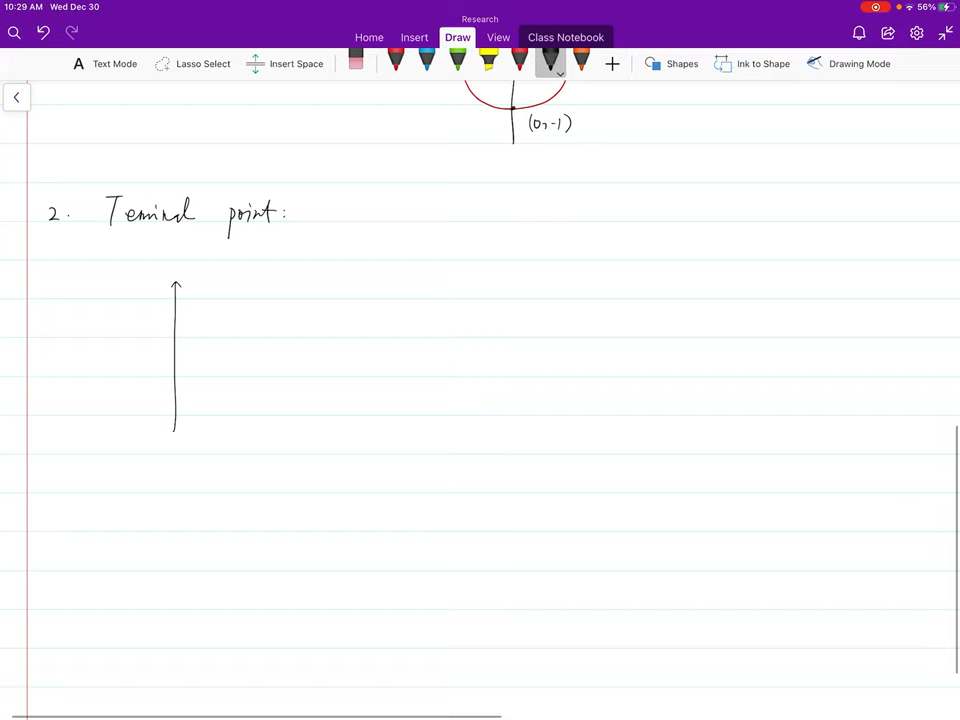 10:29 AM Wed Dec 30
56%
Research
Home Insert Draw View Class Notebook
Text Mode Lasso Select Insert Space Shapes Ink to Shape Drawing Mode
(0, -1)
2. Teminal point: